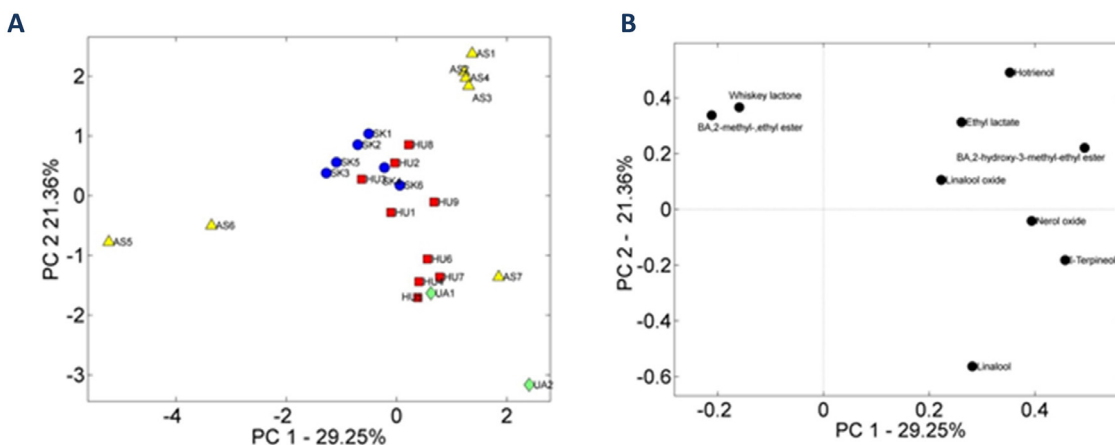 A
B
PC 2 21.36%
2
1
0
-1
-2
-3
-4
-2
0
2
PC 1 - 29.25%
AS1
AS4
AS3
SK1
SK2
HU8
SK5
HU2
SK3
HU3
SK6
HU1
HU9
AS6
AS5
HU6
HU7
AS7
UA1
UA2
PC 2 - 21.36%
0.4
0.2
0
-0.2
-0.4
-0.6
-0.2
0
0.2
0.4
PC 1 - 29.25%
Hotrienol
Whiskey lactone
BA,2-methyl-,ethyl ester
Ethyl lactate
BA,2-hydroxy-3-methyl-ethyl ester
Linalool oxide
Nerol oxide
-Terpineol
Linalool